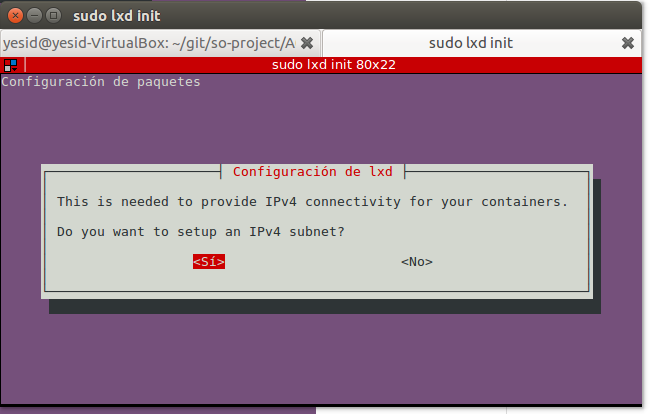 sudo lxd init
yesid@yesid-VirtualBox: ~/git/so-project/A
sudo lxd init
sudo lxd init 80x22
Configuración de paquetes
Configuración de lxd
This is needed to provide IPv4 connectivity for your containers.
Do you want to setup an IPv4 subnet?
<Sí> <No>